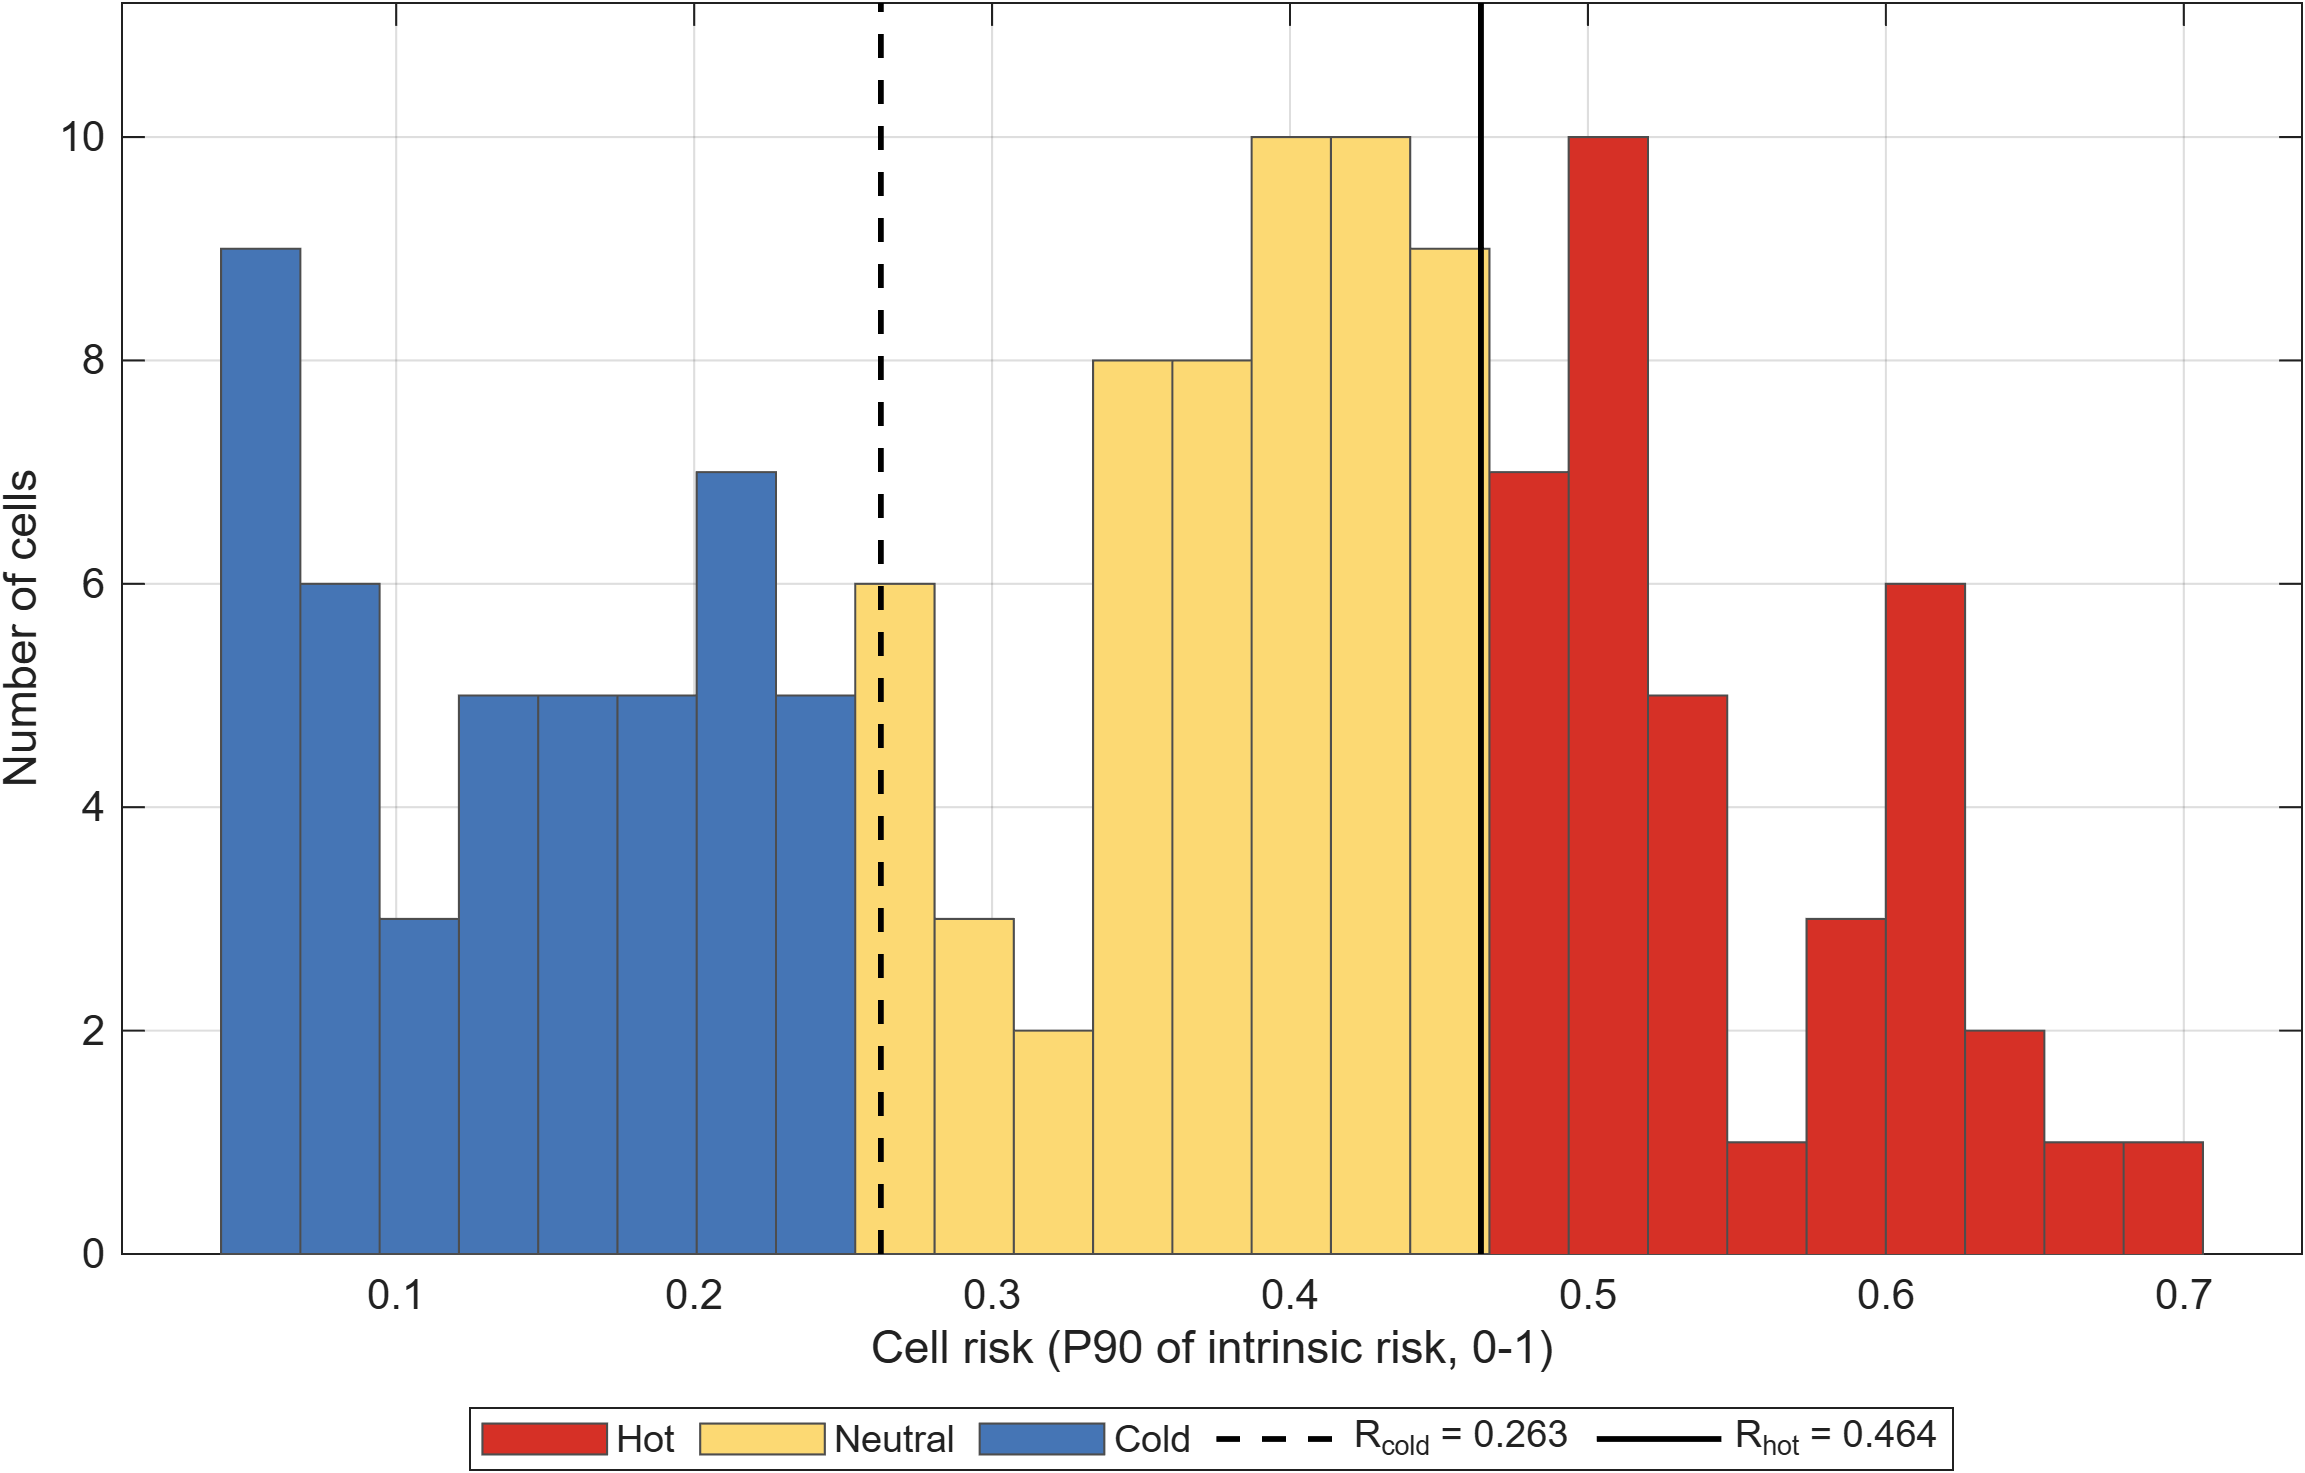 10
8
6
4
2
0
Number of cells
0.1 0.2 0.3 0.4 0.5 0.6 0.7
Cell risk (P90 of intrinsic risk, 0-1)
Hot Neutral Cold Rcold = 0.263 Rhot = 0.464